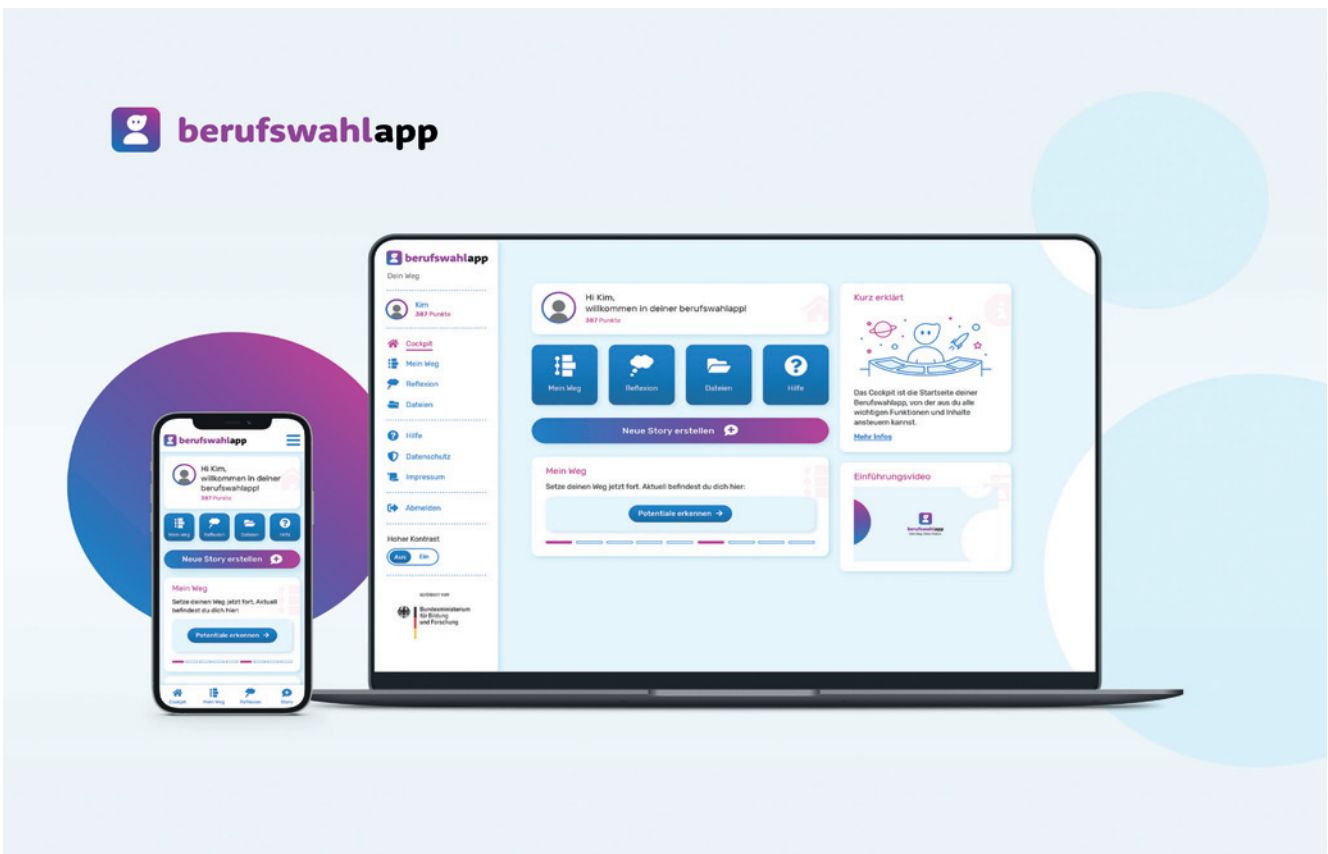 berufswahlapp
berufswahlapp
Hi Kim,
willkommen in deiner
berufswahlapp!
387 Punkte
Mein Weg
Reflexion
Dateien
Hilfe
Neue Story erstellen
Mein Weg
Setze deinen Weg jetzt fort. Aktuell
befindest du dich hier:
Potentiale erkennen →
Cockpit
Mein Weg
Reflexion
Story
berufswahlapp
Dein Weg
Kim
387 Punkte
Cockpit
Mein Weg
Reflexion
Dateien
Hilfe
Datenschutz
Impressum
Abmelden
Hoher Kontrast
Aus Ein
Bundesministerium
für Bildung
und Forschung
Hi Kim,
willkommen in deiner berufswahlapp!
387 Punkte
Mein Weg
Reflexion
Dateien
Hilfe
Neue Story erstellen
Mein Weg
Setze deinen Weg jetzt fort. Aktuell befindest du dich hier:
Potentiale erkennen →
Kurz erklärt
Das Cockpit ist die Startseite deiner
Berufswahlapp, von der aus du alle
wichtigen Funktionen und Inhalte
ansteuern kannst.
Mehr Infos
Einführungsvideo
berufswahlapp